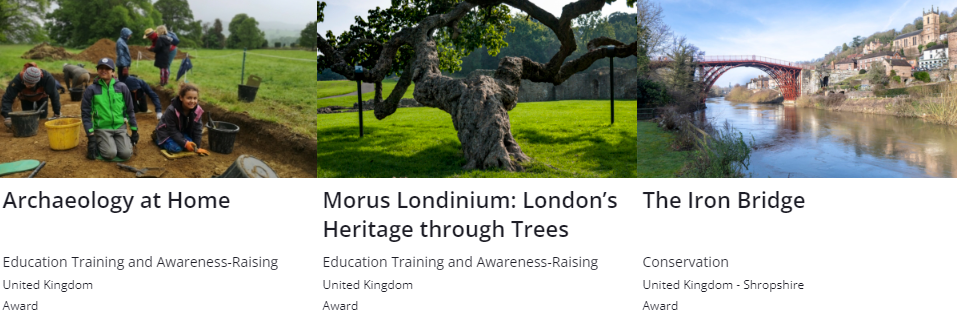 Archaeology at Home
Education Training and Awareness-Raising
United Kingdom
Award
Morus Londinium: London’s
Heritage through Trees
Education Training and Awareness-Raising
United Kingdom
Award
The Iron Bridge
Conservation
United Kingdom - Shropshire
Award